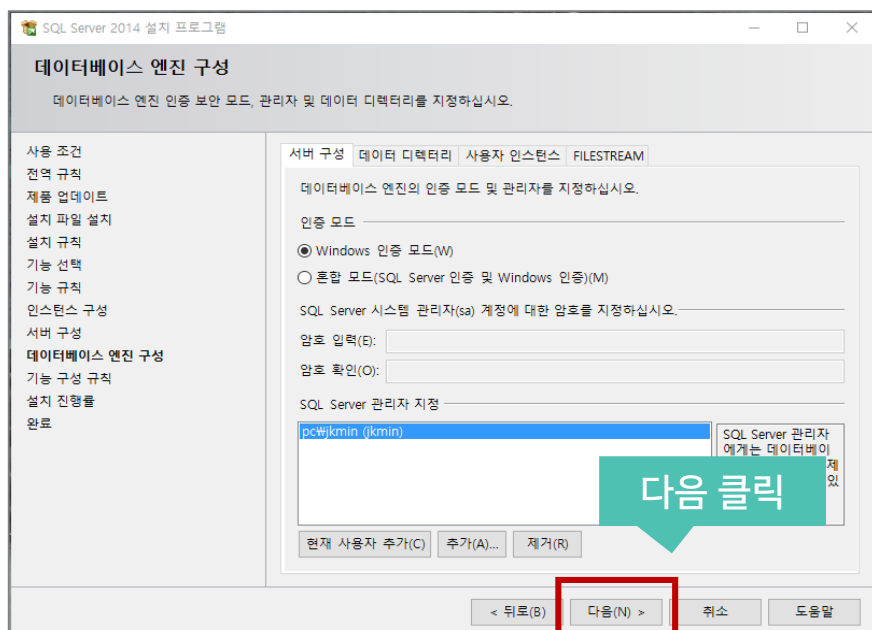 SQL Server 2014 설치 프로그램
데이터베이스 엔진 구성
데이터베이스 엔진 인증 보안 모드, 관리자 및 데이터 디렉터리를 지정하십시오.
사용 조건
전역 규칙
제품 업데이트
설치 파일 설치
설치 규칙
기능 선택
기능 규칙
인스턴스 구성
서버 구성
데이터베이스 엔진 구성
기능 구성 규칙
설치 진행률
완료
서버 구성 데이터 디렉터리 사용자 인스턴스 FILESTREAM
데이터베이스 엔진의 인증 모드 및 관리자를 지정하십시오.
인증 모드
Windows 인증 모드(W)
혼합 모드(SQL Server 인증 및 Windows 인증)(M)
SQL Server 시스템 관리자(sa) 계정에 대한 암호를 지정하십시오.
암호 입력(E):
암호 확인(O):
SQL Server 관리자 지정
pc₩jkmin (jkmin)
SQL Server 관리자
에게는 데이터베이
제
있
다음 클릭
현재 사용자 추가(C) 추가(A)... 제거(R)
< 뒤로(B) 다음(N) > 취소 도움말